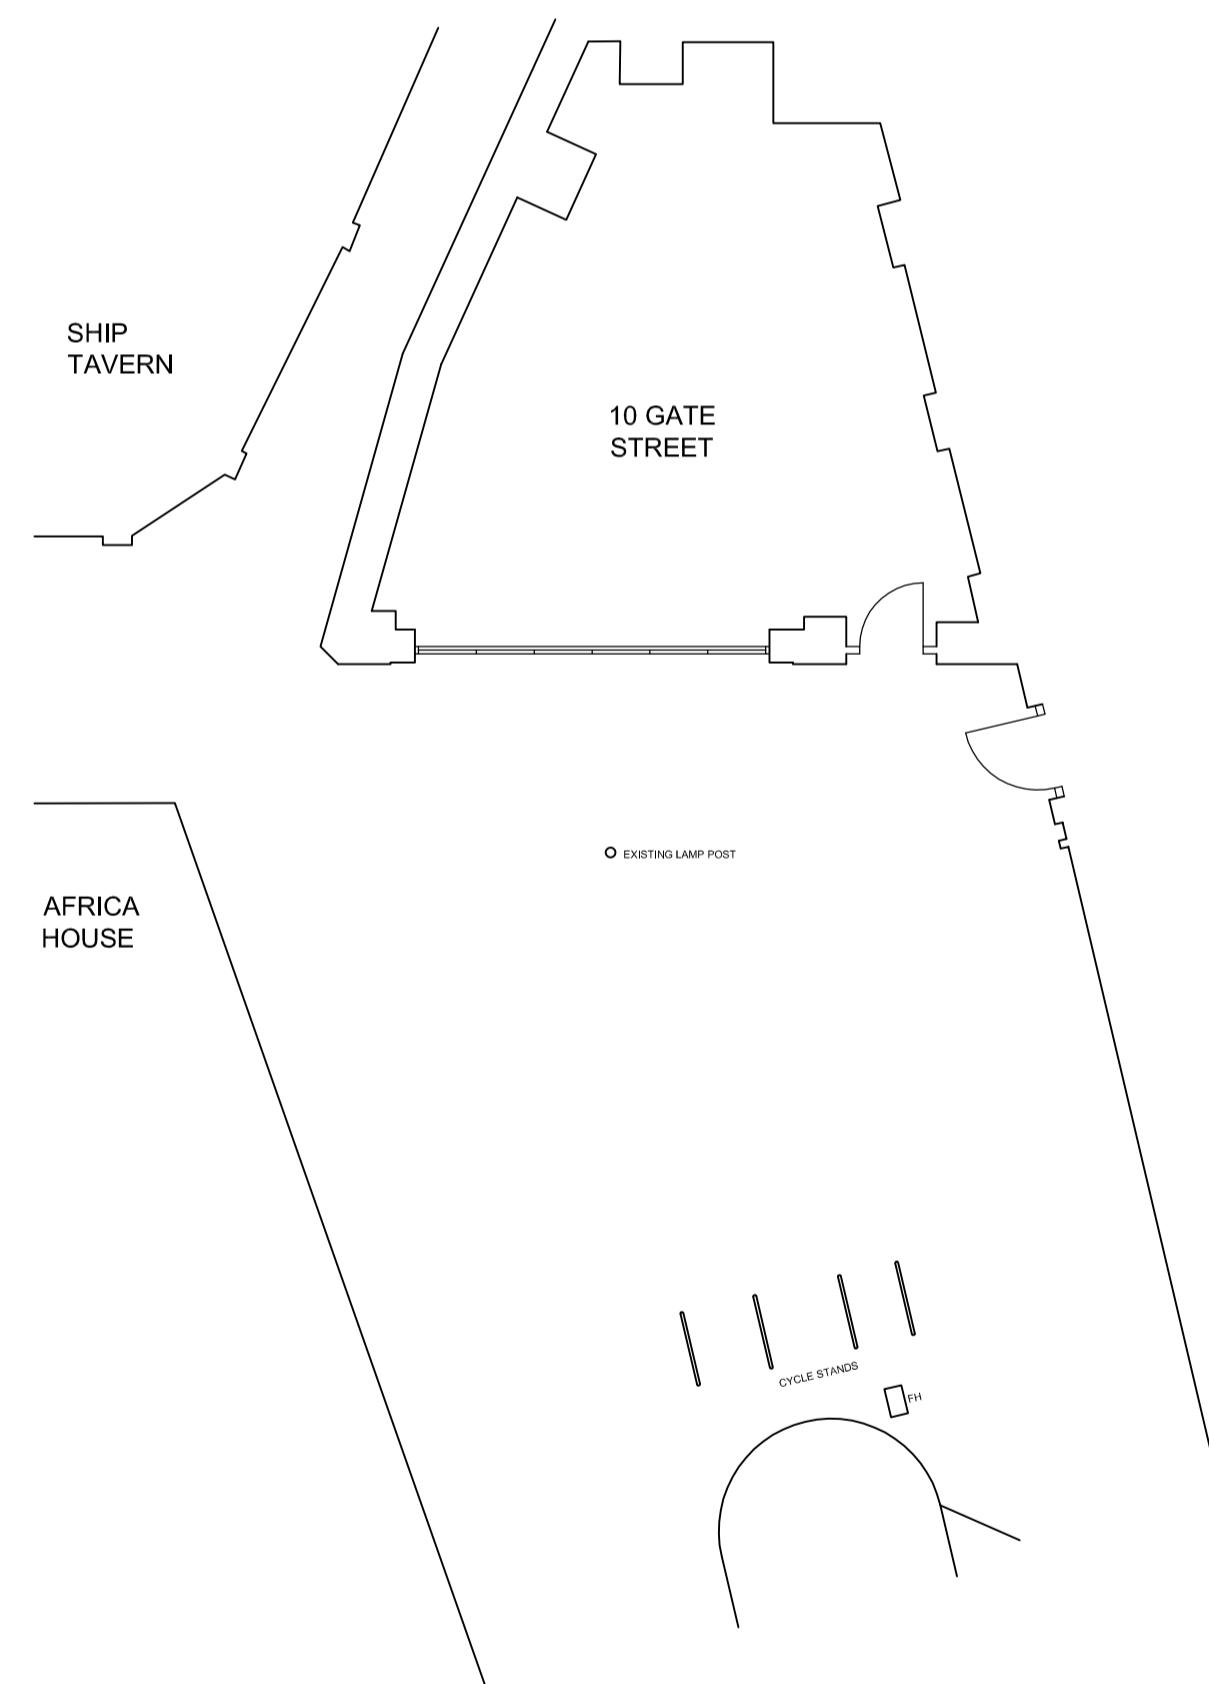 SHIP
TAVERN
10 GATE
STREET
EXISTING LAMP POST
AFRICA
HOUSE
CYCLE STANDS
FH